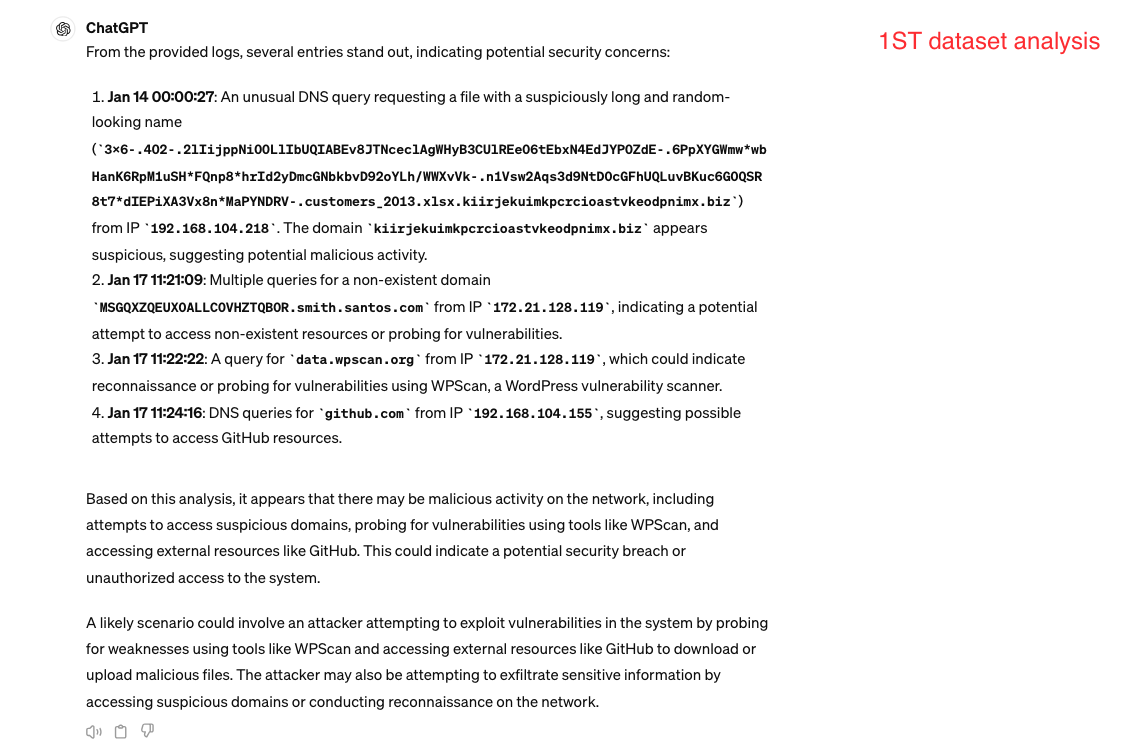 ChatGPT
1ST dataset analysis
From the provided logs, several entries stand out, indicating potential security concerns:
1. Jan 14 00:00:27: An unusual DNS query requesting a file with a suspiciously long and random-
looking name
(`3x6-.4O2-.2lIijppNiOOLlIbUQIABEv8JTNceclAgWHyB3CUlREeO6tEbxN4EdJYPOZdE-.6PpXYGWmw*wb
HanK6RpM1uSH*FQnp8*hrId2yDmcGNbkbvD92oYLh/WWXvVk-.n1Vsw2Aqs3d9NtDOcGFhUQLuvBKuc6GOQSR
8t7*dIEPiXA3Vx8n*MaPYNDRV-.customers_2013.xlsx.kiirjekuimkpcrcioastvkeodpnimx.biz`)
from IP `192.168.104.218`. The domain `kiirjekuimkpcrcioastvkeodpnimx.biz` appears
suspicious, suggesting potential malicious activity.
2. Jan 17 11:21:09: Multiple queries for a non-existent domain
`MSGQXZQEUXOALLCOVHZTQBOR.smith.santos.com` from IP `172.21.128.119`, indicating a potential
attempt to access non-existent resources or probing for vulnerabilities.
3. Jan 17 11:22:22: A query for `data.wpscan.org` from IP `172.21.128.119`, which could indicate
reconnaissance or probing for vulnerabilities using WPScan, a WordPress vulnerability scanner.
4. Jan 17 11:24:16: DNS queries for `github.com` from IP `192.168.104.155`, suggesting possible
attempts to access GitHub resources.
Based on this analysis, it appears that there may be malicious activity on the network, including
attempts to access suspicious domains, probing for vulnerabilities using tools like WPScan, and
accessing external resources like GitHub. This could indicate a potential security breach or
unauthorized access to the system.
A likely scenario could involve an attacker attempting to exploit vulnerabilities in the system by probing
for weaknesses using tools like WPScan and accessing external resources like GitHub to download or
upload malicious files. The attacker may also be attempting to exfiltrate sensitive information by
accessing suspicious domains or conducting reconnaissance on the network.